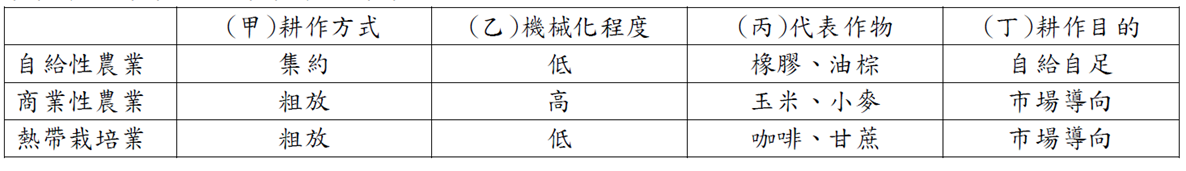 (甲)耕作方式 (乙)機械化程度 (丙)代表作物 (丁)耕作目的
自給性農業 集約 低 橡膠、油棕 自給自足
商業性農業 粗放 高 玉米、小麥 市場導向
熱帶栽培業 粗放 低 咖啡、甘蔗 市場導向